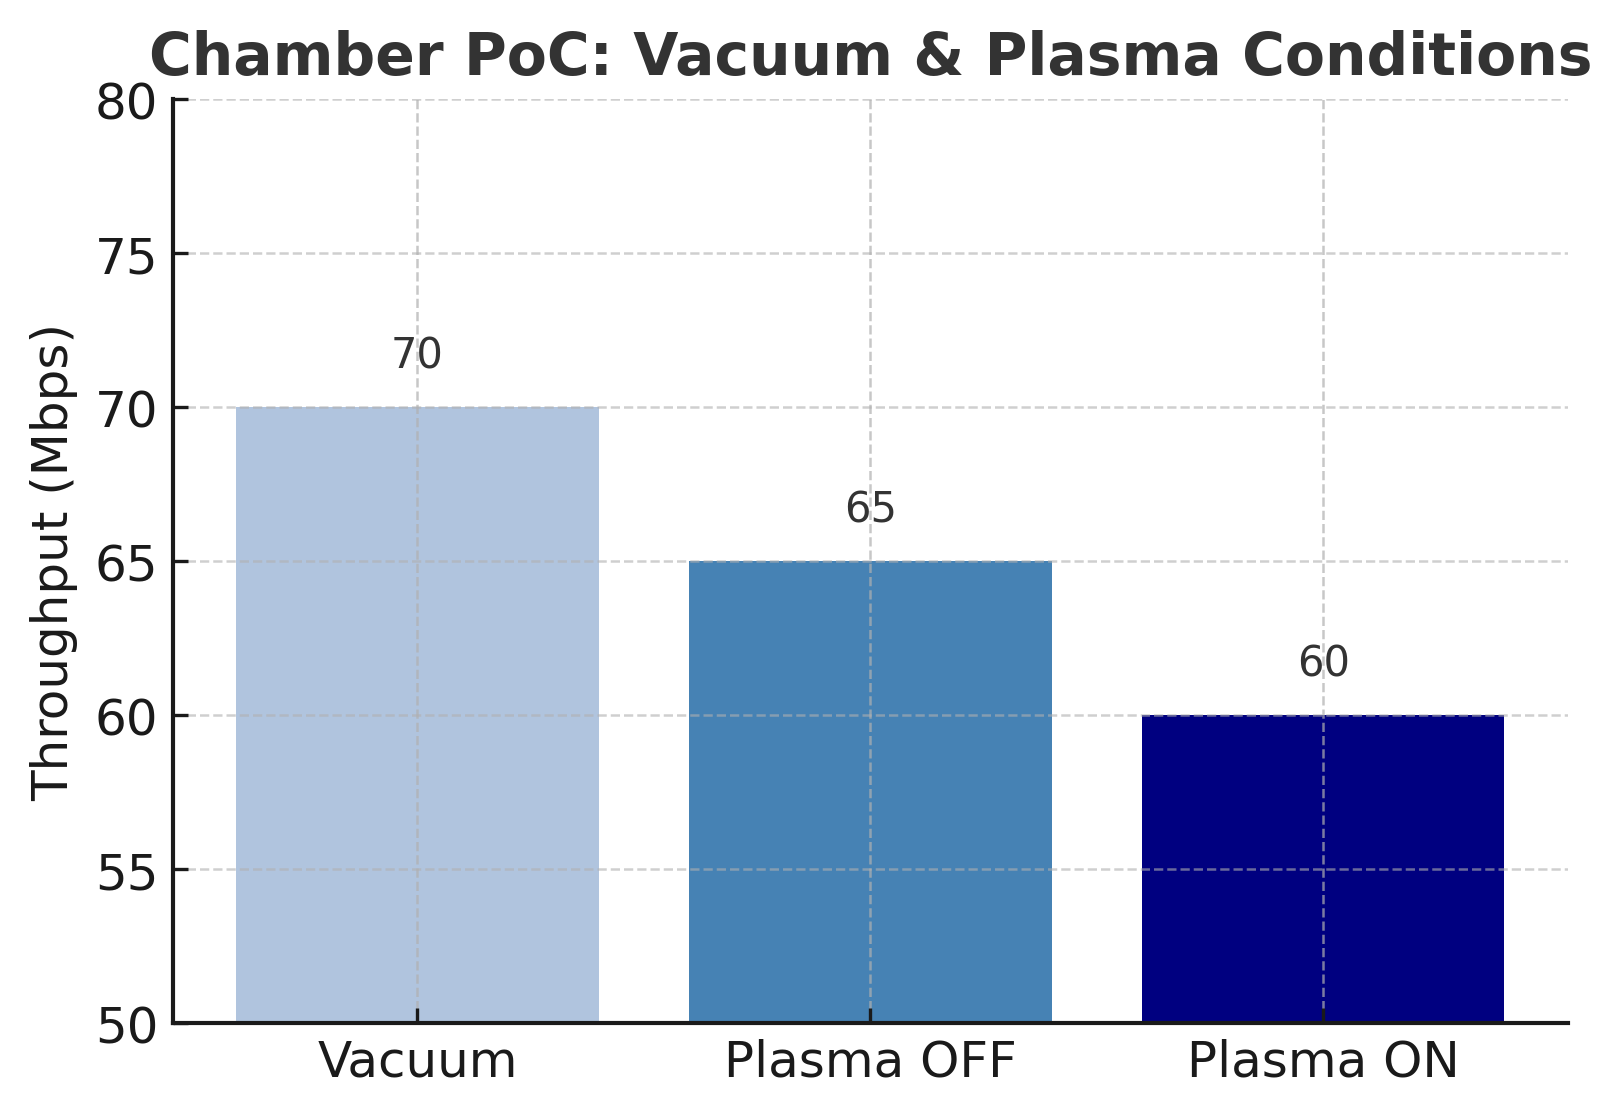 Chamber PoC: Vacuum & Plasma Conditions
Throughput (Mbps)
80
75
70
65
60
55
50
70
65
60
Vacuum
Plasma OFF
Plasma ON